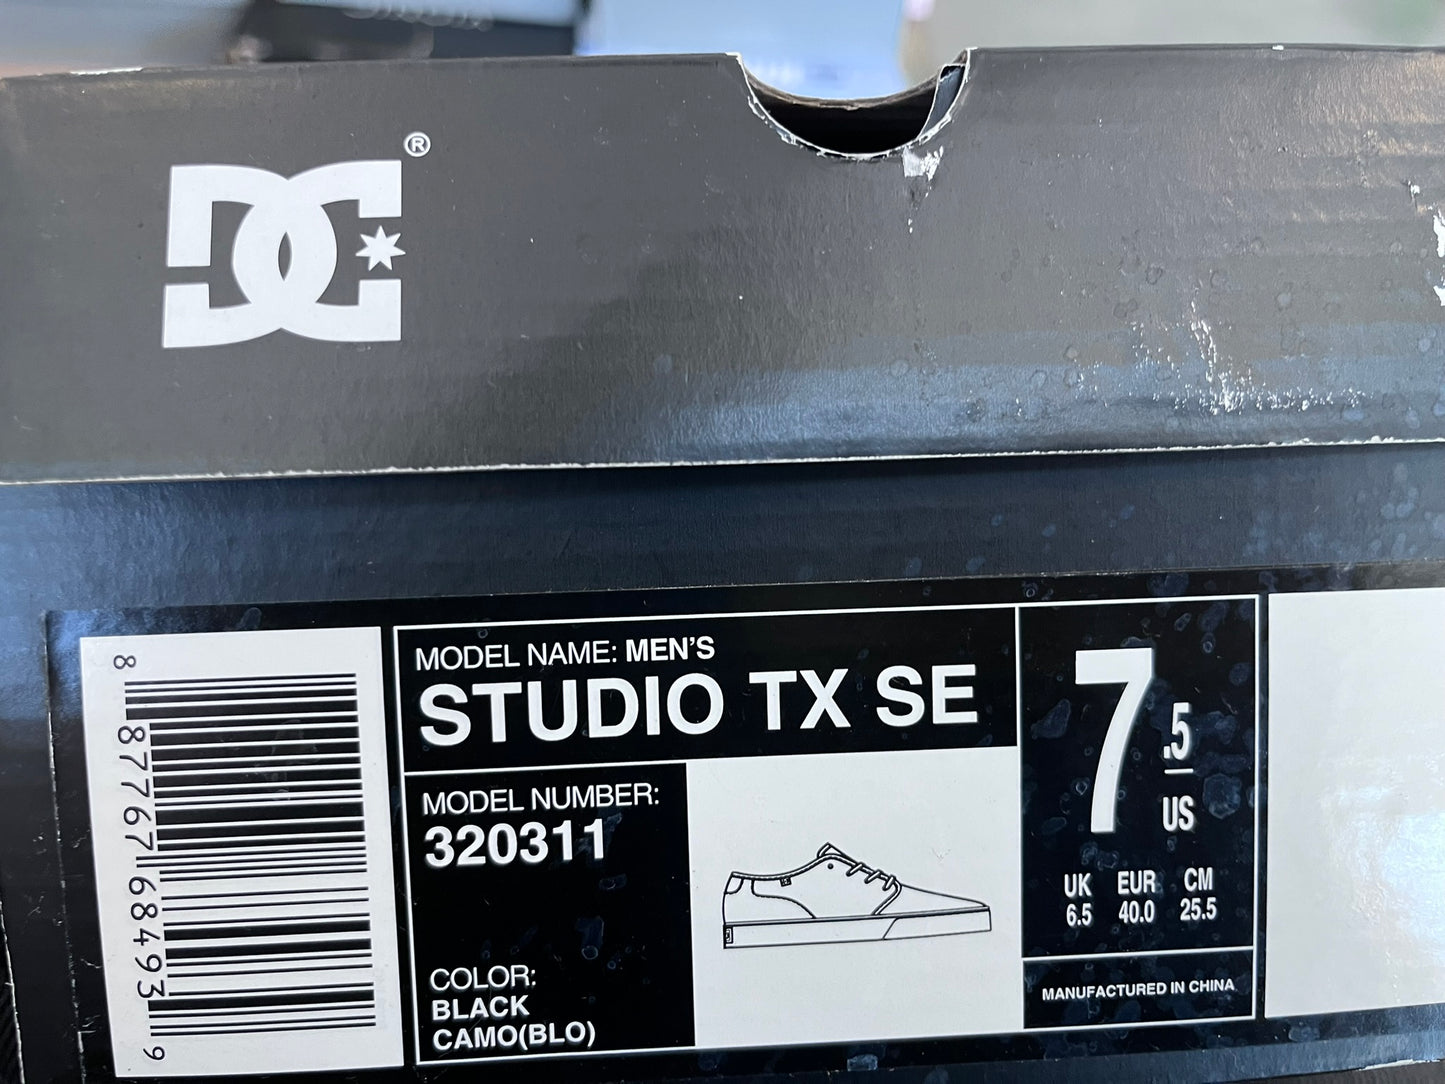 DC®
MODEL NAME: MEN'S
STUDIO TX SE
MODEL NUMBER:
320311
COLOR:
BLACK
CAMO(BLO)
7.5
US
UK EUR CM
6.5 40.0 25.5
MANUFACTURED IN CHINA
8 87767 68493 9